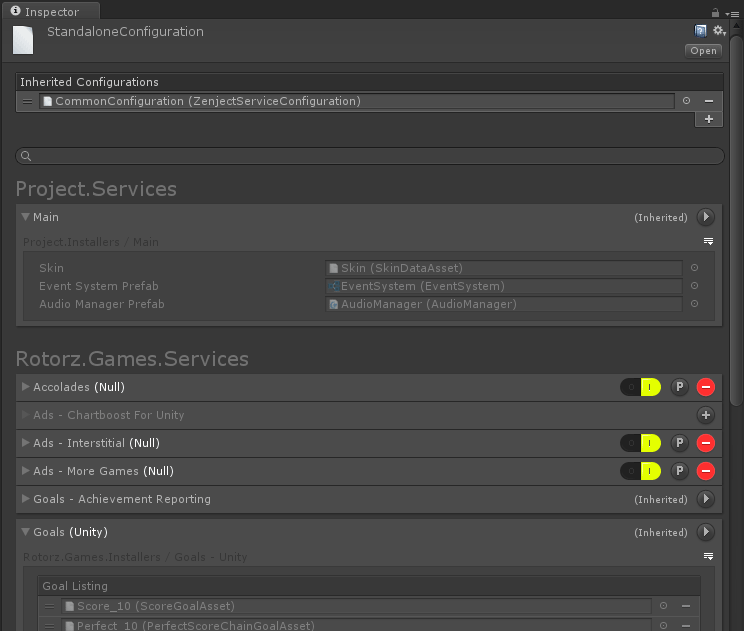 Inspector
StandaloneConfiguration
Open
Inherited Configurations
CommonConfiguration (ZenjectServiceConfiguration)
Project.Services
Main (Inherited)
Project.Installers / Main
Skin Skin (SkinDataAsset)
Event System Prefab EventSystem (EventSystem)
Audio Manager Prefab AudioManager (AudioManager)
Rotorz.Games.Services
Accolades (Null) P
Ads - Chartboost For Unity
Ads - Interstitial (Null) P
Ads - More Games (Null) P
Goals - Achievement Reporting (Inherited)
Goals (Unity) (Inherited)
Rotorz.Games.Installers / Goals - Unity
Goal Listing
Score_10 (ScoreGoalAsset)
Perfect_10 (PerfectScoreChainGoalAsset)